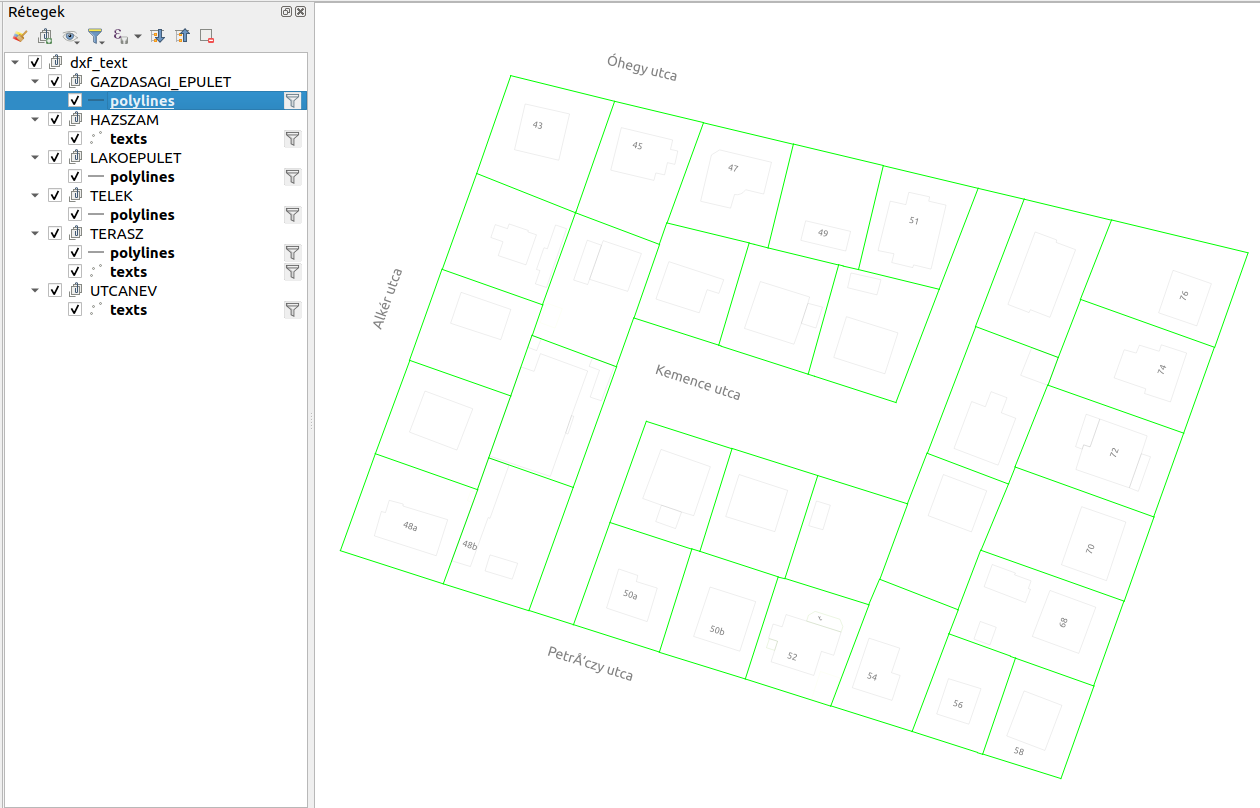 Rétegek
dxf_text
GAZDASAGI_EPULET
polylines
HAZSZAM
texts
LAKOEPULET
polylines
TELEK
polylines
TERASZ
polylines
texts
UTCANEV
texts
Óhegy utca
43
45
47
49
51
76
Alkér utca
74
Kemence utca
72
48a
48b
70
50a
50b
68
52
54
PetrÅ'czy utca
56
58